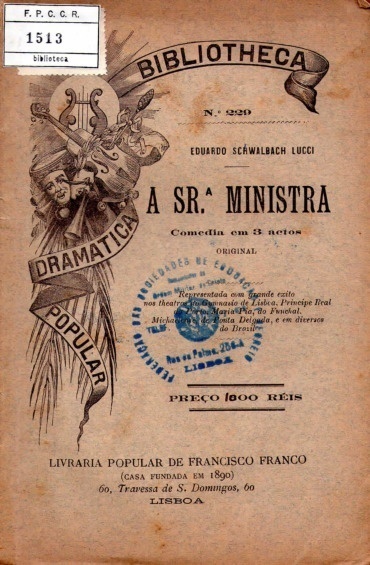 F. P. C. C. R.
1513
biblioteca
BIBLIOTHECA
DRAMATICA
POPULAR
N.º 229
EDUARDO SCHWALBACH LUCCI
A SR.ª MINISTRA
Comedia em 3 actos
ORIGINAL
Representada com grande exito
nos theatros do Gymnasio de Lisboa, Principe Real
do Porto, Maria Pia, do Funchal,
Michaelense de Ponta Delgada, e em diversos
do Brazil
FEDERAÇÃO DAS SOCIEDADES DE
RECREIO
TELEF.
Rua da Palma,
LISBOA
PREÇO 1000 RÉIS
LIVRARIA POPULAR DE FRANCISCO FRANCO
(CASA FUNDADA EM 1890)
60, Travessa de S. Domingos, 60
LISBOA